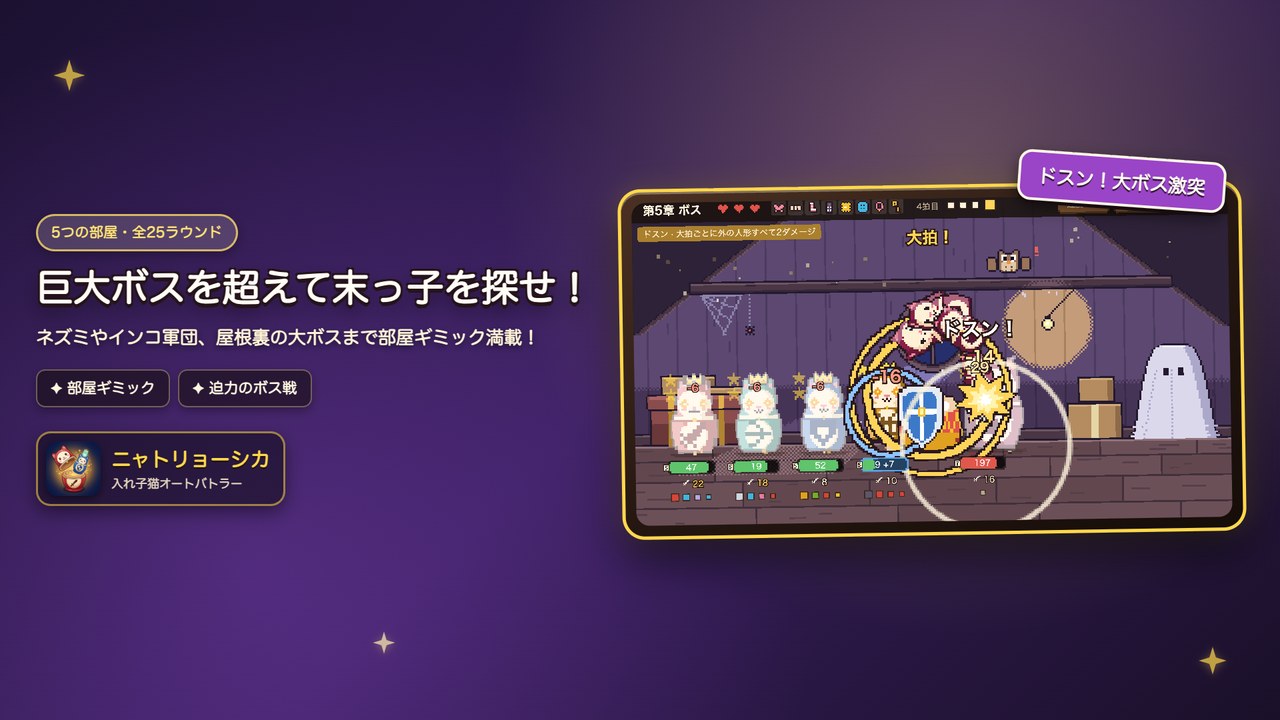 5つの部屋・全25ラウンド
巨大ボスを超えて末っ子を探せ！
ネズミやインコ軍団、屋根裏の大ボスまで部屋ギミック満載！
✦ 部屋ギミック
✦ 迫力のボス戦
ニャトリョーシカ
入れ子猫オートバトラー
ドスン！大ボス激突
第5章 ボス
4拍目
ドスン・大拍ごとに外の人形すべて2ダメージ
大拍！
ドスン！
-14
-29
-6
-6
-6
-16
47
19
52
9 +7
197
22
18
8
10
16